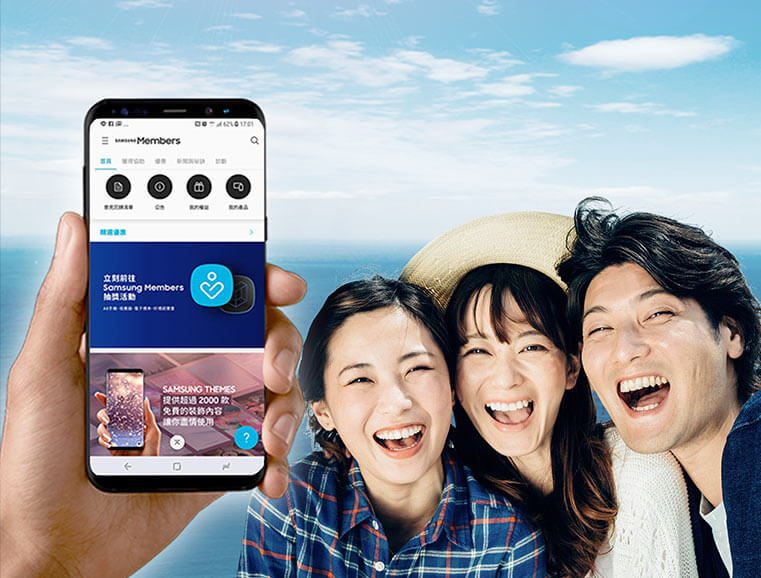 62% 17:01
SAMSUNG Members
首頁 獲得協助 優惠 新聞與秘訣 診斷
意見回饋清單 公告 我的權益 我的產品
精選優惠
立刻前往
Samsung Members
抽獎活動
SAMSUNG THEMES
提供超過 2000 款
免費的裝飾內容
讓你盡情使用
?